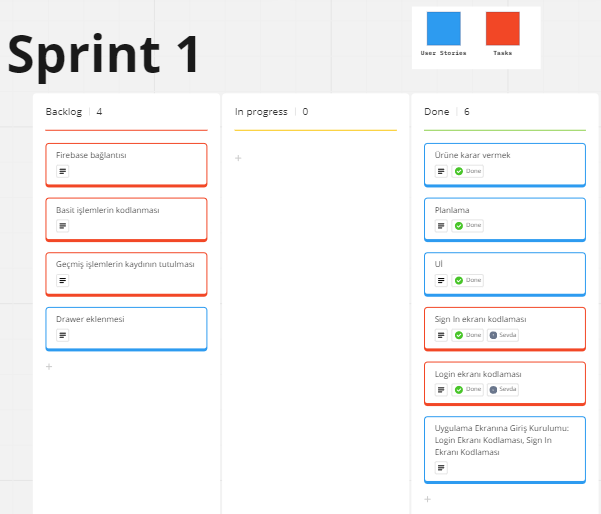 Sprint 1
User Stories
Tasks
Backlog 4
Firebase bağlantısı
Basit işlemlerin kodlanması
Geçmiş işlemlerin kaydının tutulması
Drawer eklenmesi
+
In progress 0
+
Done 6
Ürüne karar vermek
Done
Planlama
Done
Uİ
Done
Sign In ekranı kodlaması
Done Sevda
Login ekranı kodlaması
Done Sevda
Uygulama Ekranına Giriş Kurulumu:
Login Ekranı Kodlaması, Sign In
Ekranı Kodlaması
+